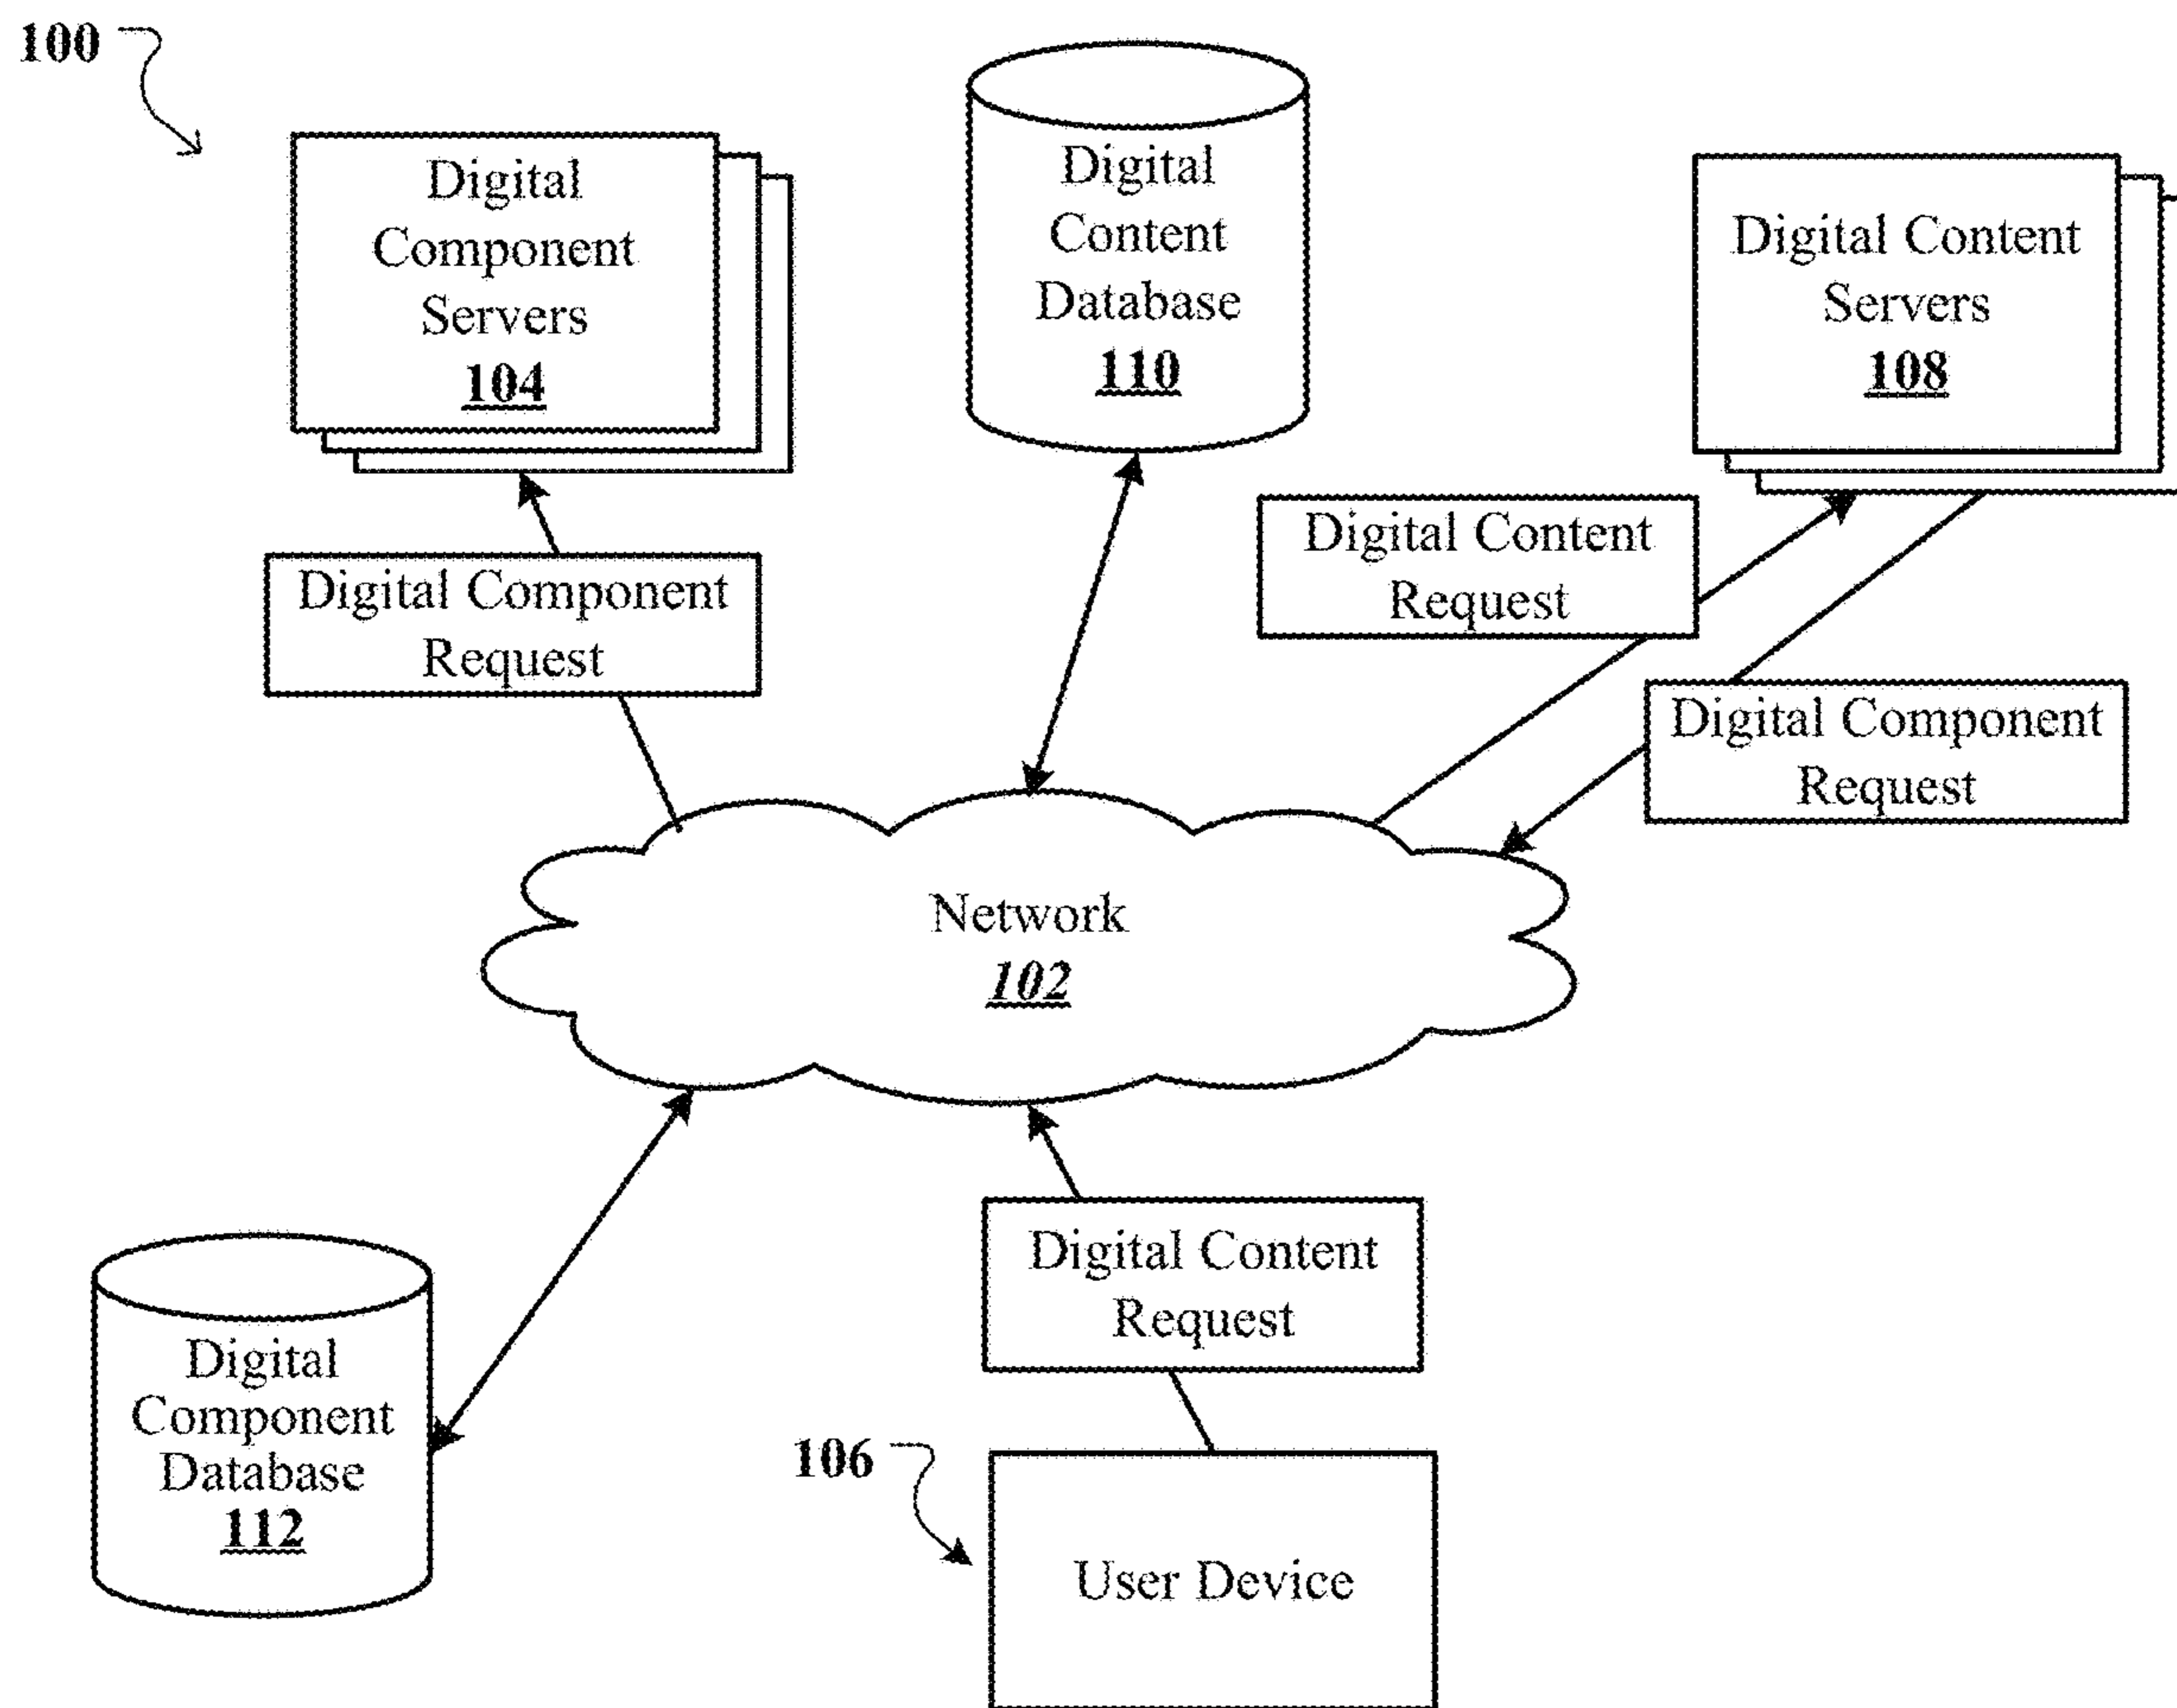 100
Digital
Component
Servers
104
Digital
Content
Database
110
Digital Content
Servers
108
Digital Component
Request
Digital Content
Request
Digital Component
Request
Network
102
Digital Content
Request
Digital
Component
Database
112
106
User Device